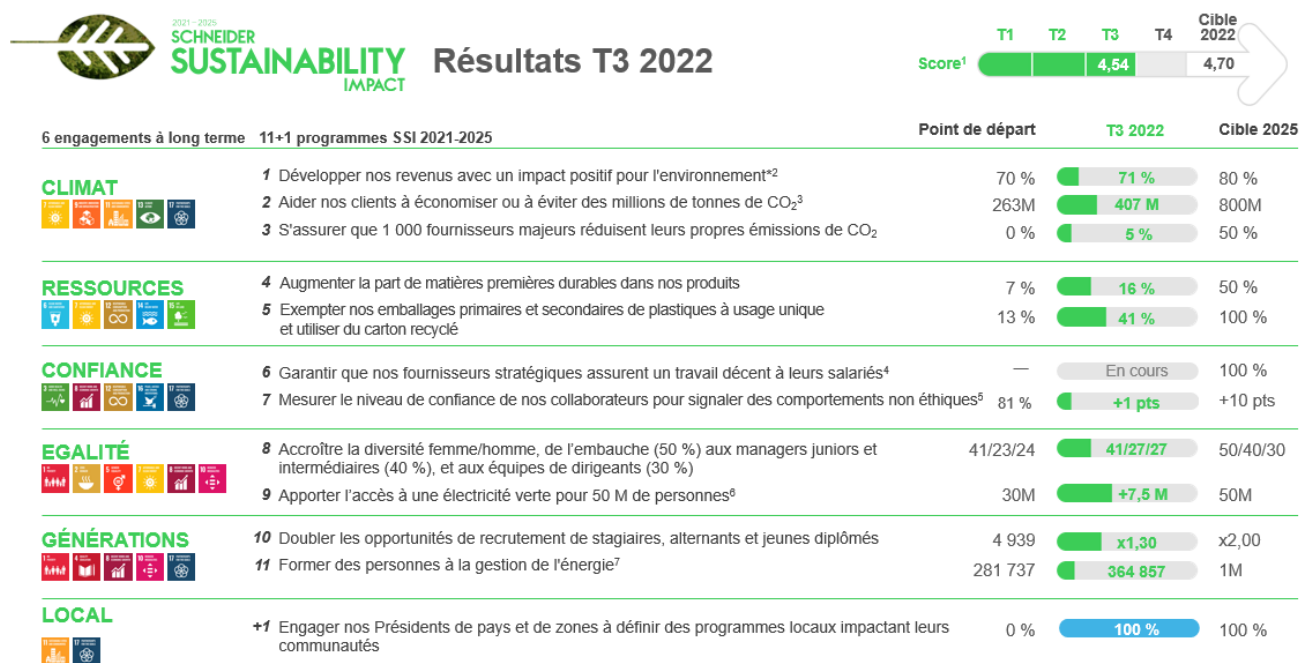 2021-2025
SCHNEIDER
SUSTAINABILITY
IMPACT
Résultats T3 2022
T1 T2 T3 T4 Cible 2022
Score¹ 4,54 4,70
6 engagements à long terme 11+1 programmes SSI 2021-2025 Point de départ T3 2022 Cible 2025
CLIMAT
1 Développer nos revenus avec un impact positif pour l'environnement*² 70 % 71 % 80 %
2 Aider nos clients à économiser ou à éviter des millions de tonnes de CO₂³ 263M 407 M 800M
3 S'assurer que 1 000 fournisseurs majeurs réduisent leurs propres émissions de CO₂ 0 % 5 % 50 %
RESSOURCES
4 Augmenter la part de matières premières durables dans nos produits 7 % 16 % 50 %
5 Exempter nos emballages primaires et secondaires de plastiques à usage unique
et utiliser du carton recyclé 13 % 41 % 100 %
CONFIANCE
6 Garantir que nos fournisseurs stratégiques assurent un travail décent à leurs salariés⁴ — En cours 100 %
7 Mesurer le niveau de confiance de nos collaborateurs pour signaler des comportements non éthiques⁵ 81 % +1 pts +10 pts
EGALITÉ
8 Accroître la diversité femme/homme, de l'embauche (50 %) aux managers juniors et
intermédiaires (40 %), et aux équipes de dirigeants (30 %) 41/23/24 41/27/27 50/40/30
9 Apporter l'accès à une électricité verte pour 50 M de personnes⁶ 30M +7,5 M 50M
GÉNÉRATIONS
10 Doubler les opportunités de recrutement de stagiaires, alternants et jeunes diplômés 4 939 x1,30 x2,00
11 Former des personnes à la gestion de l'énergie⁷ 281 737 364 857 1M
LOCAL
+1 Engager nos Présidents de pays et de zones à définir des programmes locaux impactant leurs
communautés 0 % 100 % 100 %